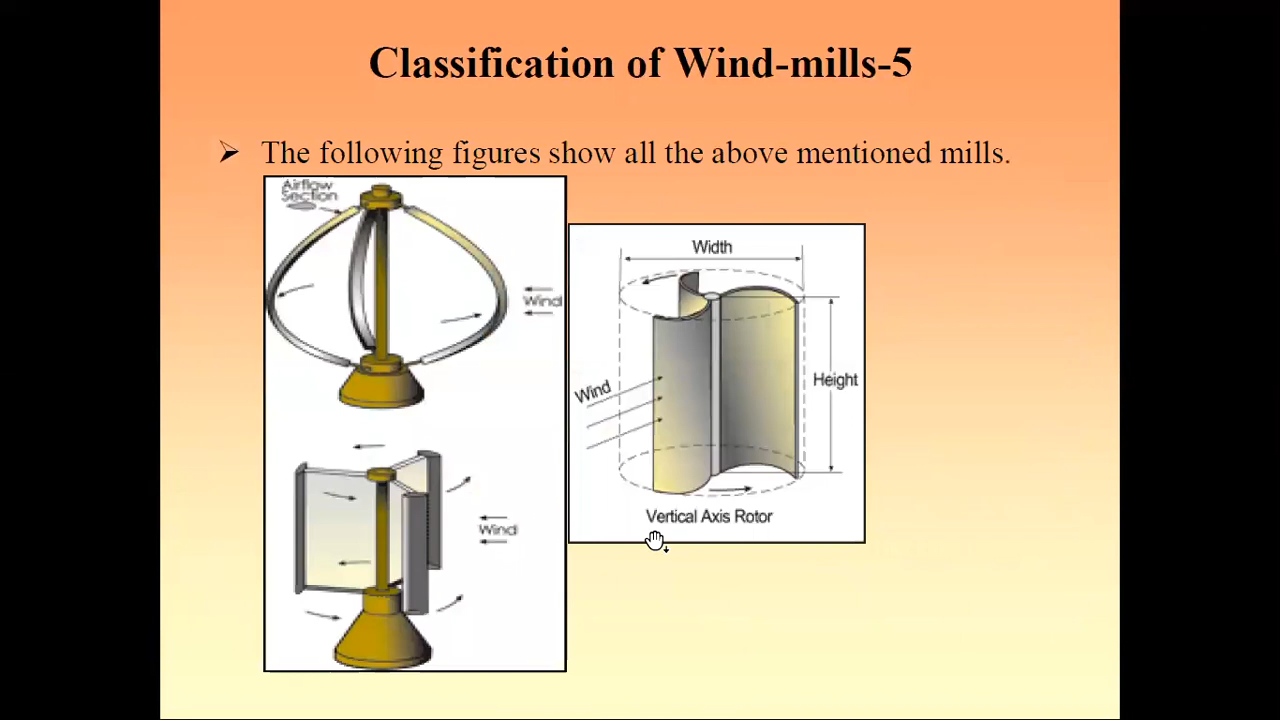 Classification of Wind-mills-5
The following figures show all the above mentioned mills.
Airflow
Section
Wind
Wind
Width
Wind
Height
Vertical Axis Rotor